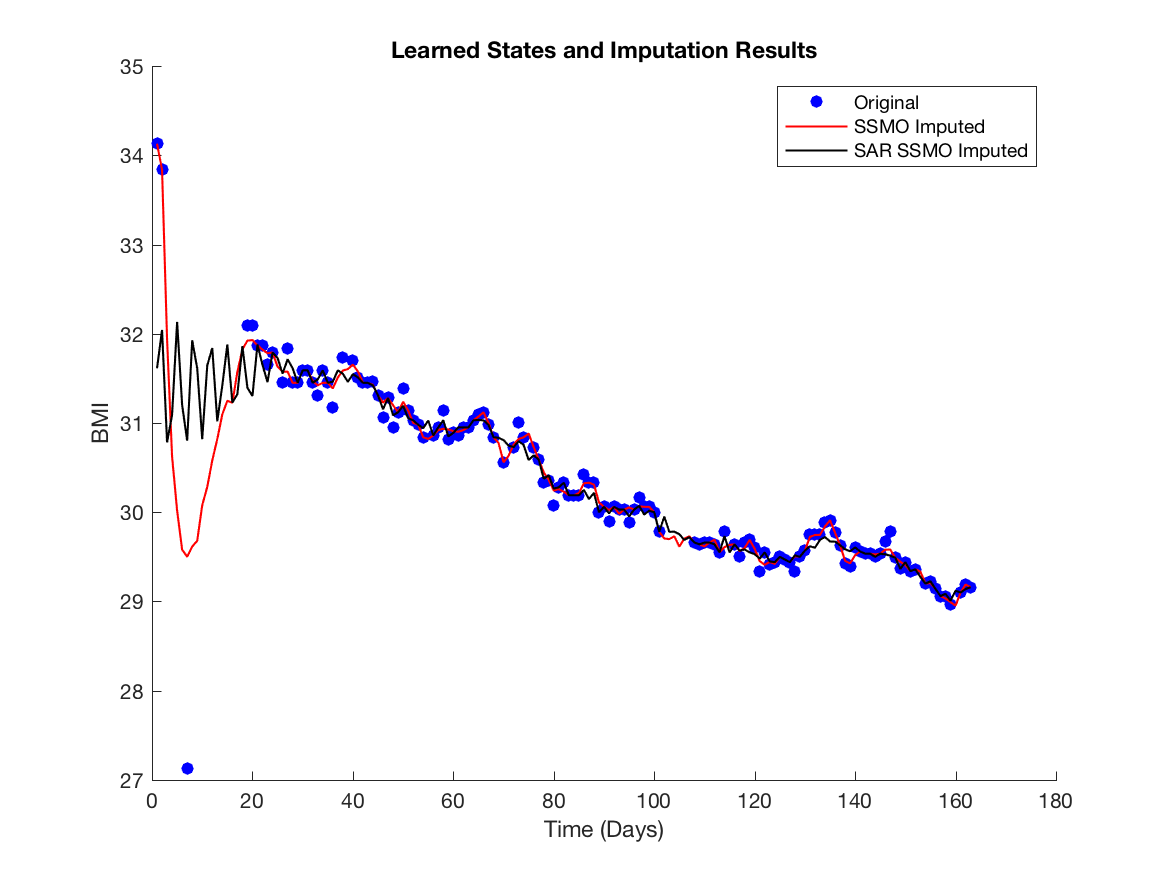 Learned States and Imputation Results
Original
SSMO Imputed
SAR SSMO Imputed
BMI
35
34
33
32
31
30
29
28
27
0 20 40 60 80 100 120 140 160 180
Time (Days)